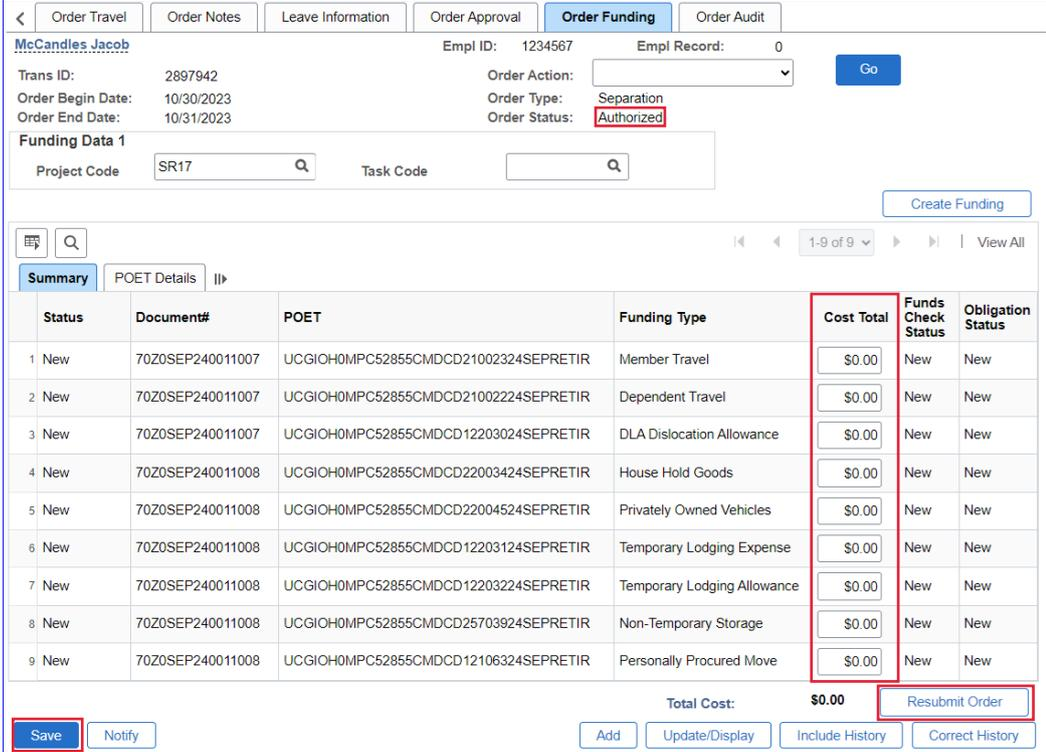 Order Travel Order Notes Leave Information Order Approval Order Funding Order Audit
McCandles Jacob Empl ID: 1234567 Empl Record: 0
Trans ID: 2897942 Order Action: Go
Order Begin Date: 10/30/2023 Order Type: Separation
Order End Date: 10/31/2023 Order Status: Authorized
Funding Data 1
Project Code SR17 Task Code
Create Funding
1-9 of 9 | View All
Summary POET Details
Status Document# POET Funding Type Cost Total Funds Check Status Obligation Status
1 New 70Z0SEP240011007 UCGIOH0MPC52855CMDCD21002324SEPRETIR Member Travel $0.00 New New
2 New 70Z0SEP240011007 UCGIOH0MPC52855CMDCD21002224SEPRETIR Dependent Travel $0.00 New New
3 New 70Z0SEP240011007 UCGIOH0MPC52855CMDCD12203024SEPRETIR DLA Dislocation Allowance $0.00 New New
4 New 70Z0SEP240011008 UCGIOH0MPC52855CMDCD22003424SEPRETIR House Hold Goods $0.00 New New
5 New 70Z0SEP240011008 UCGIOH0MPC52855CMDCD22004524SEPRETIR Privately Owned Vehicles $0.00 New New
6 New 70Z0SEP240011008 UCGIOH0MPC52855CMDCD12203124SEPRETIR Temporary Lodging Expense $0.00 New New
7 New 70Z0SEP240011008 UCGIOH0MPC52855CMDCD12203224SEPRETIR Temporary Lodging Allowance $0.00 New New
8 New 70Z0SEP240011008 UCGIOH0MPC52855CMDCD25703924SEPRETIR Non-Temporary Storage $0.00 New New
9 New 70Z0SEP240011008 UCGIOH0MPC52855CMDCD12106324SEPRETIR Personally Procured Move $0.00 New New
Total Cost: $0.00 Resubmit Order
Save Notify Add Update/Display Include History Correct History